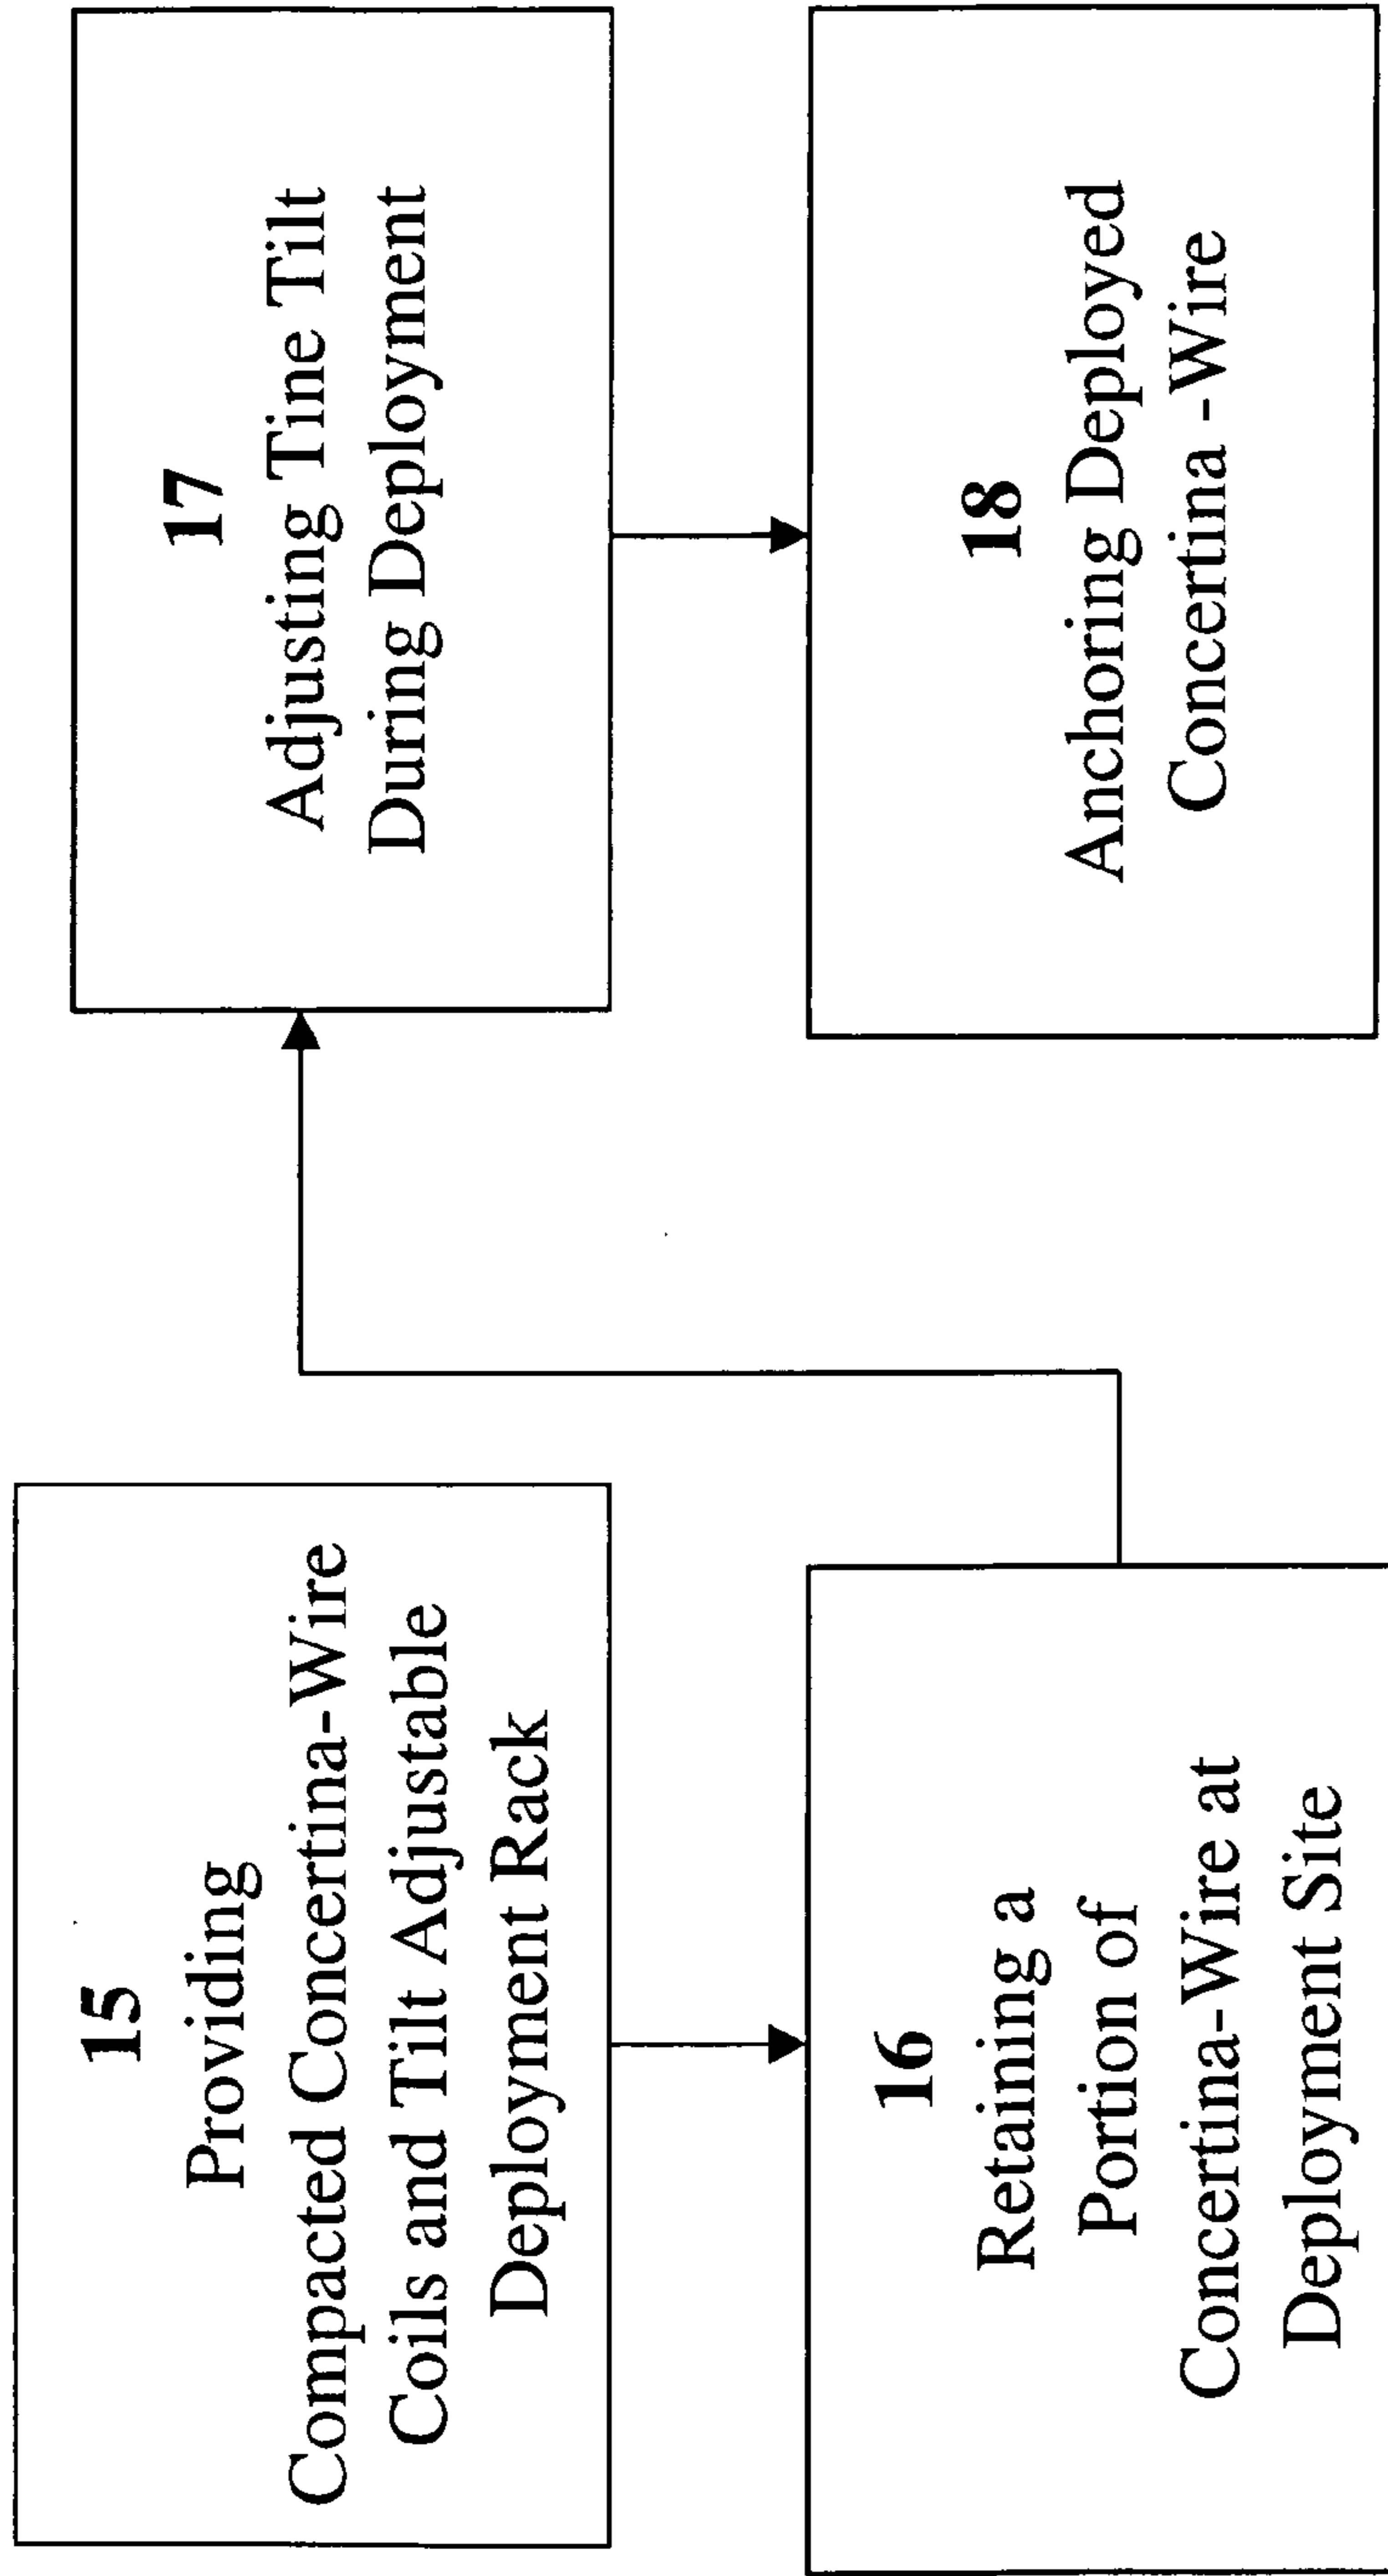 15
Providing
Compacted Concertina-Wire
Coils and Tilt Adjustable
Deployment Rack
16
Retaining a
Portion of
Concertina-Wire at
Deployment Site
17
Adjusting Tine Tilt
During Deployment
18
Anchoring Deployed
Concertina -Wire